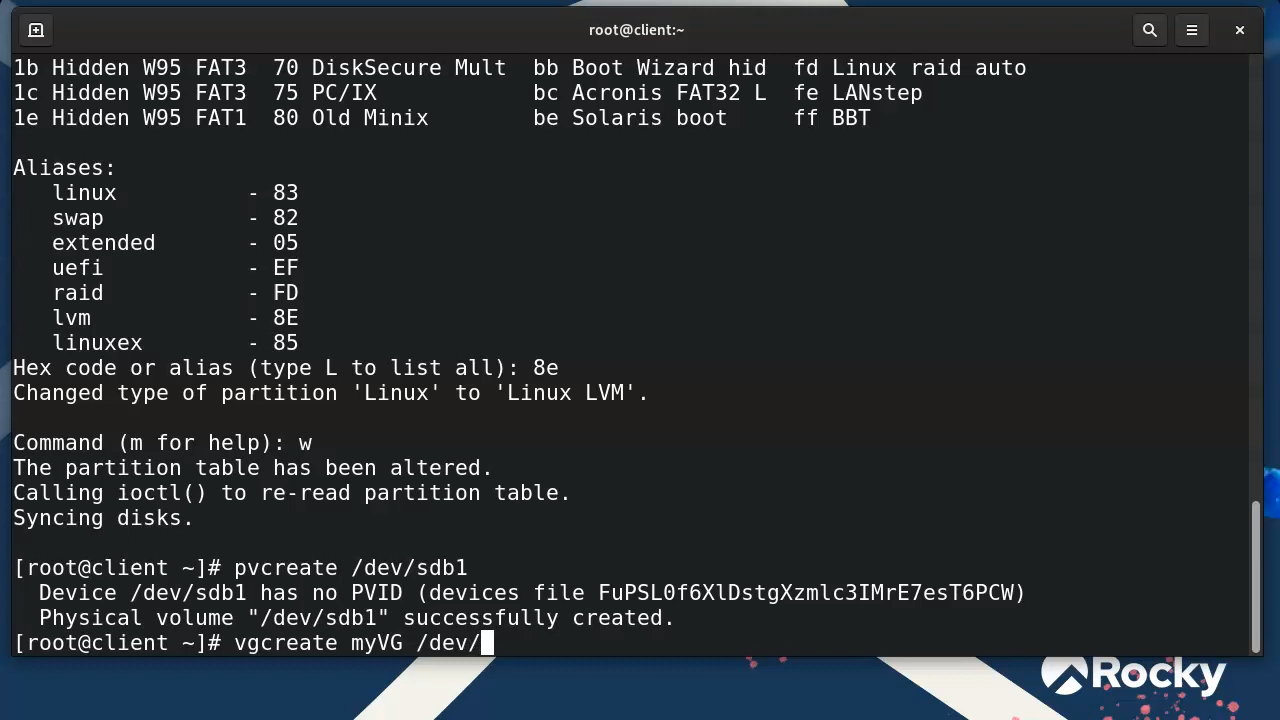 root@client:~
1b Hidden W95 FAT3  70 DiskSecure Mult  bb Boot Wizard hid  fd Linux raid auto
1c Hidden W95 FAT3  75 PC/IX            bc Acronis FAT32 L  fe LANstep
1e Hidden W95 FAT1  80 Old Minix        be Solaris boot     ff BBT
Aliases:
   linux          - 83
   swap           - 82
   extended       - 05
   uefi           - EF
   raid           - FD
   lvm            - 8E
   linuxex        - 85
Hex code or alias (type L to list all): 8e
Changed type of partition 'Linux' to 'Linux LVM'.
Command (m for help): w
The partition table has been altered.
Calling ioctl() to re-read partition table.
Syncing disks.
[root@client ~]# pvcreate /dev/sdb1
  Device /dev/sdb1 has no PVID (devices file FuPSL0f6XlDstgXzmlc3IMrE7esT6PCW)
  Physical volume "/dev/sdb1" successfully created.
[root@client ~]# vgcreate myVG /dev/
Rocky